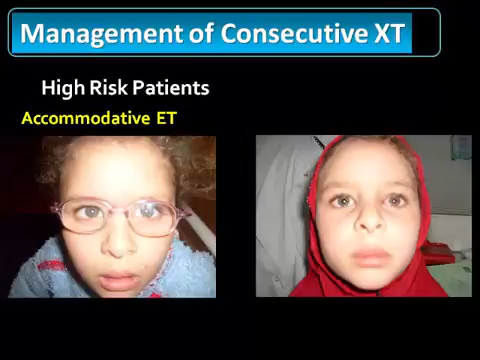 Management of Consecutive XT
High Risk Patients
Accommodative ET